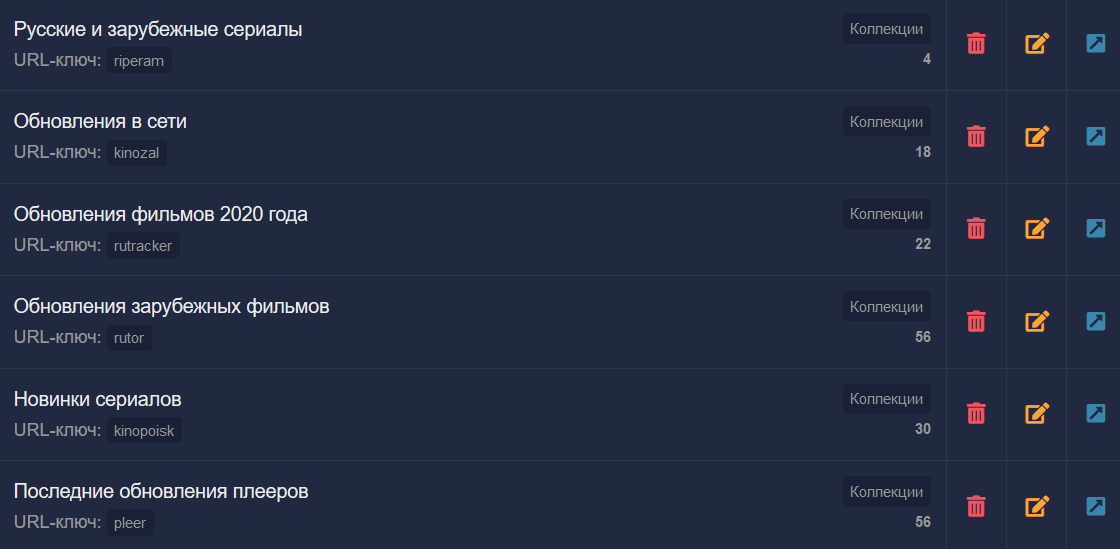 Русские и зарубежные сериалы
Коллекции
URL-ключ: riperam
4
Обновления в сети
Коллекции
URL-ключ: kinozal
18
Обновления фильмов 2020 года
Коллекции
URL-ключ: rutracker
22
Обновления зарубежных фильмов
Коллекции
URL-ключ: rutor
56
Новинки сериалов
Коллекции
URL-ключ: kinopoisk
30
Последние обновления плееров
Коллекции
URL-ключ: pleer
56